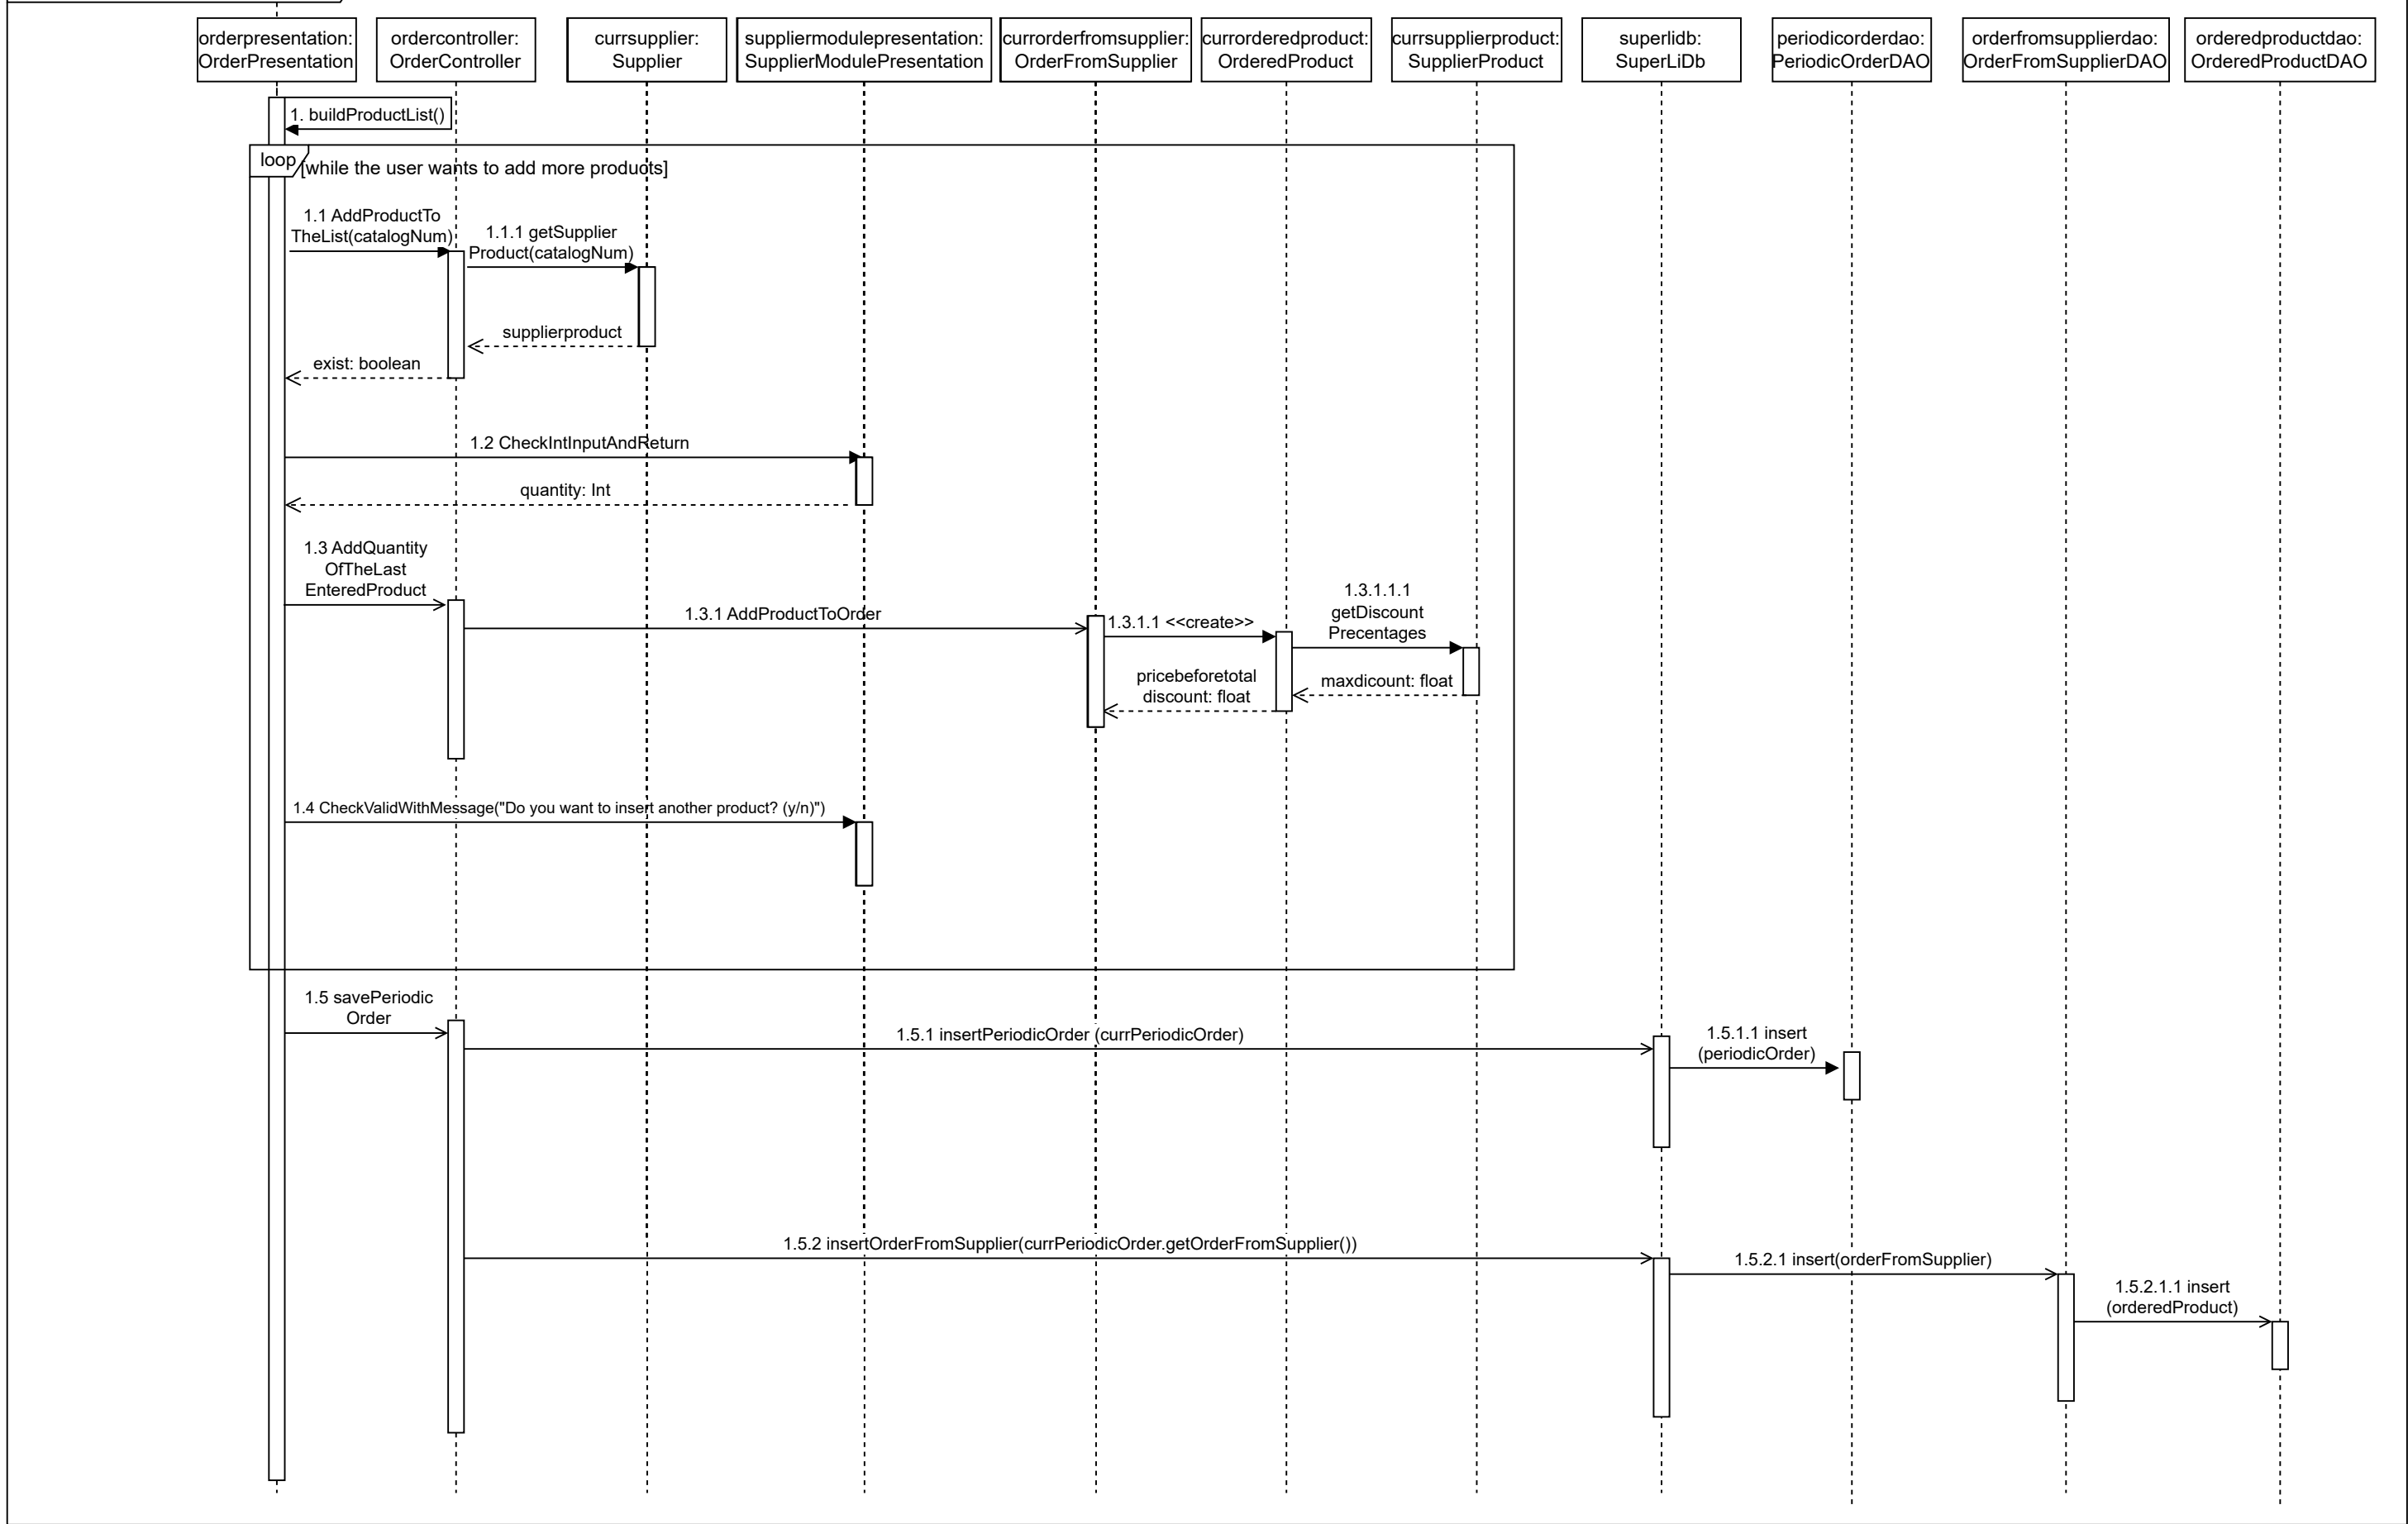 orderpresentation:
OrderPresentation
ordercontroller:
OrderController
currsupplier:
Supplier
suppliermodulepresentation:
SupplierModulePresentation
currorderfromsupplier:
OrderFromSupplier
currorderedproduct:
OrderedProduct
currsupplierproduct:
SupplierProduct
superlidb:
SuperLiDb
periodicorderdao:
PeriodicOrderDAO
orderfromsupplierdao:
OrderFromSupplierDAO
orderedproductdao:
OrderedProductDAO
1. buildProductList()
loop
[while the user wants to add more products]
1.1 AddProductTo
TheList(catalogNum)
1.1.1 getSupplier
Product(catalogNum)
supplierproduct
exist: boolean
1.2 CheckIntInputAndReturn
quantity: Int
1.3 AddQuantity
OfTheLast
EnteredProduct
1.3.1 AddProductToOrder
1.3.1.1 <<create>>
1.3.1.1.1
getDiscount
Precentages
maxdicount: float
pricebeforetotal
discount: float
1.4 CheckValidWithMessage("Do you want to insert another product? (y/n)")
1.5 savePeriodic
Order
1.5.1 insertPeriodicOrder (currPeriodicOrder)
1.5.1.1 insert
(periodicOrder)
1.5.2 insertOrderFromSupplier(currPeriodicOrder.getOrderFromSupplier())
1.5.2.1 insert(orderFromSupplier)
1.5.2.1.1 insert
(orderedProduct)